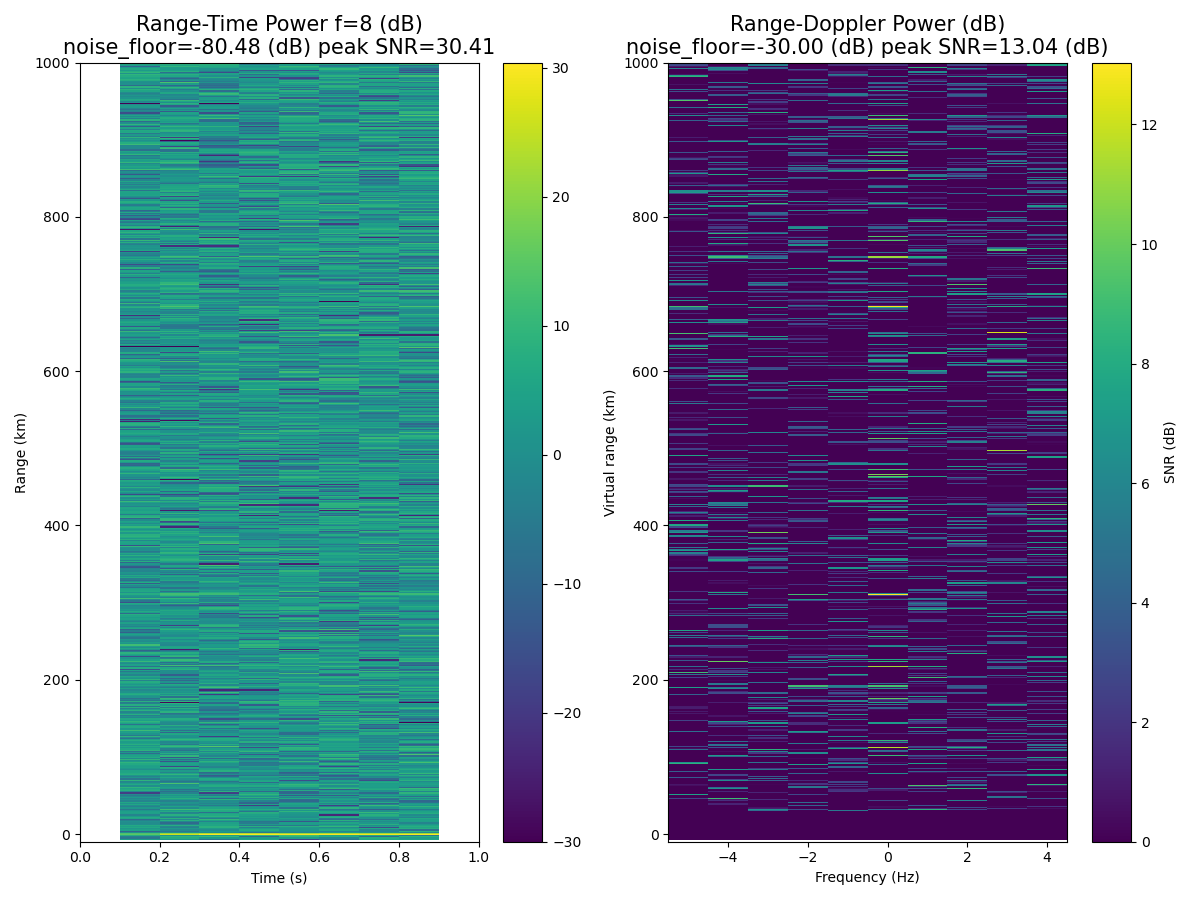 Range-Time Power f=8 (dB)
noise_floor=-80.48 (dB) peak SNR=30.41
Range (km)
1000
800
600
400
200
0
0.0 0.2 0.4 0.6 0.8 1.0
Time (s)
30
20
10
0
−10
−20
−30
Range-Doppler Power (dB)
noise_floor=-30.00 (dB) peak SNR=13.04 (dB)
Virtual range (km)
1000
800
600
400
200
0
−4 −2 0 2 4
Frequency (Hz)
12
10
8
6
4
2
0
SNR (dB)